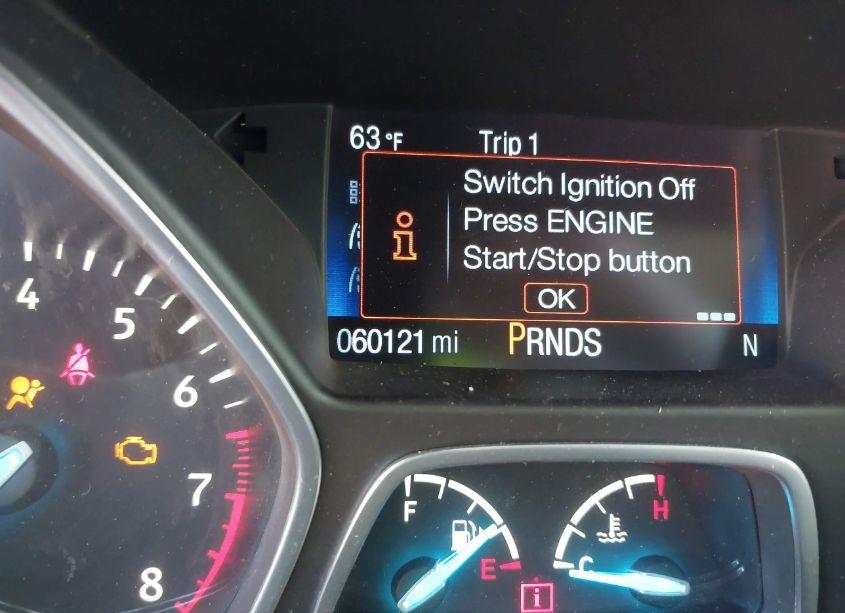 63 °F Trip 1
Switch Ignition Off
Press ENGINE
Start/Stop button
OK
060121 mi PRNDS N
4
5
6
7
8
F
E
H
C
i